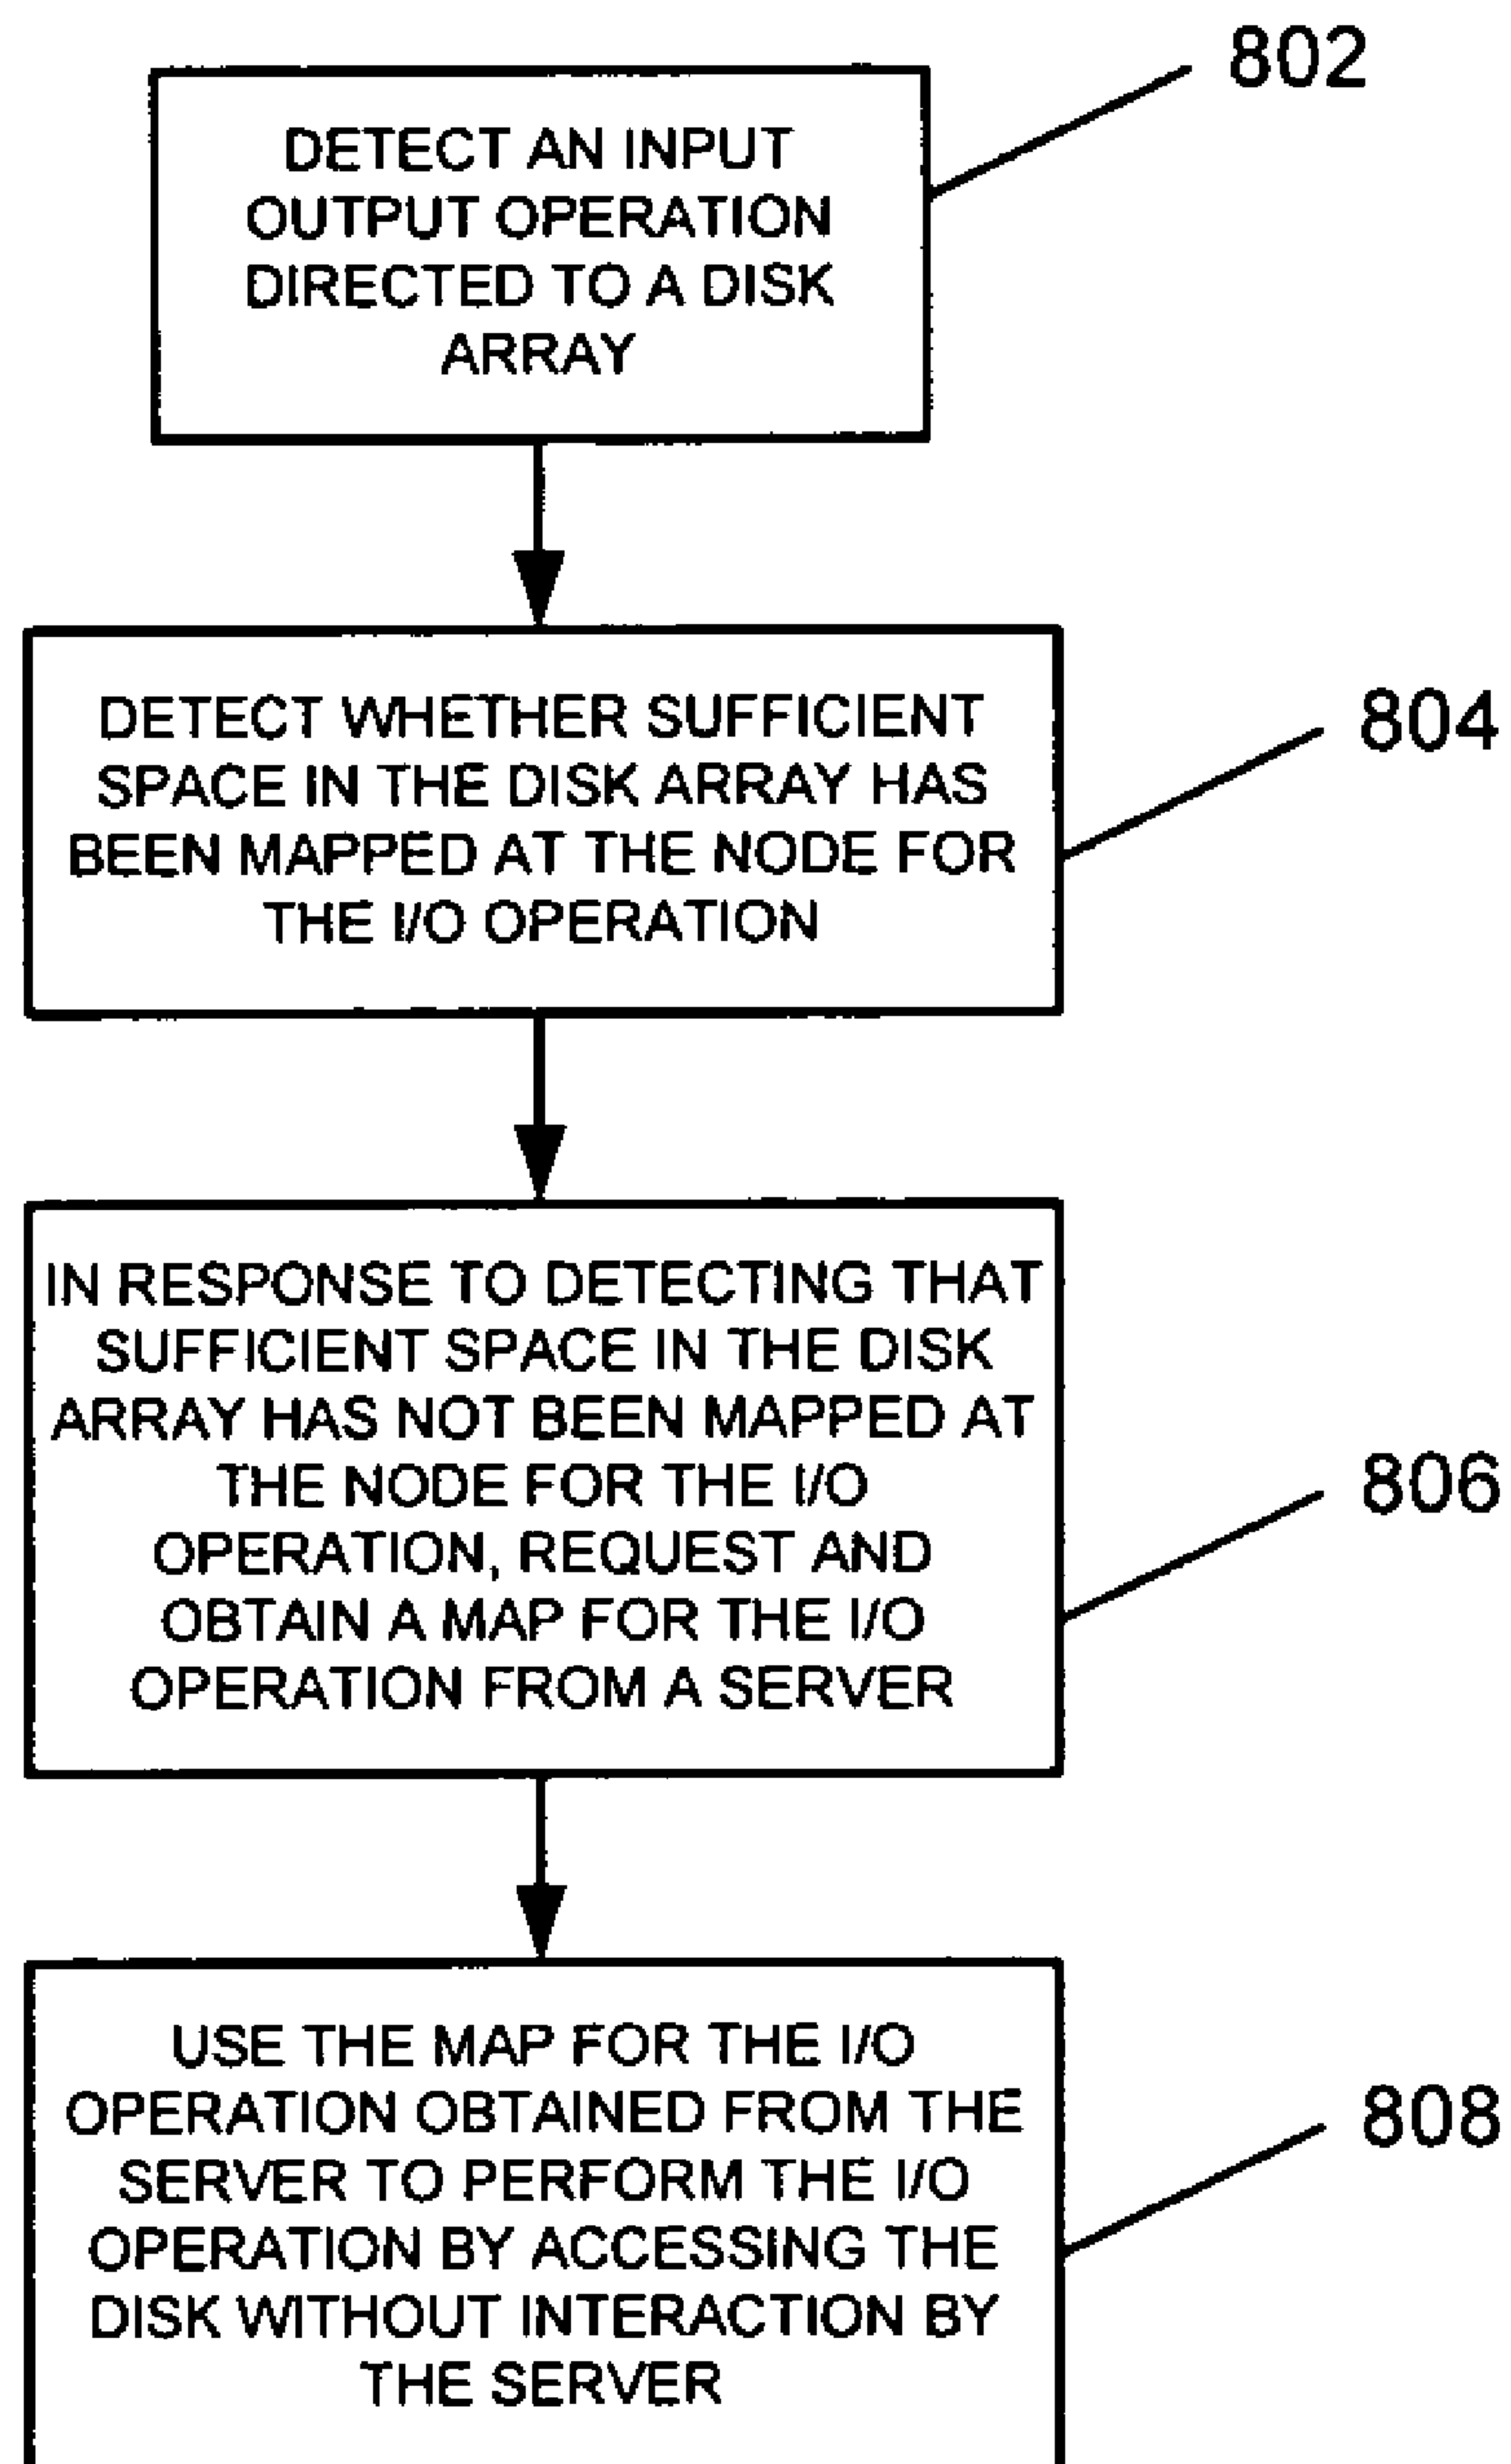 802
DETECT AN INPUT
OUTPUT OPERATION
DIRECTED TO A DISK
ARRAY
804
DETECT WHETHER SUFFICIENT
SPACE IN THE DISK ARRAY HAS
BEEN MAPPED AT THE NODE FOR
THE I/O OPERATION
806
IN RESPONSE TO DETECTING THAT
SUFFICIENT SPACE IN THE DISK
ARRAY HAS NOT BEEN MAPPED AT
THE NODE FOR THE I/O
OPERATION, REQUEST AND
OBTAIN A MAP FOR THE I/O
OPERATION FROM A SERVER
808
USE THE MAP FOR THE I/O
OPERATION OBTAINED FROM THE
SERVER TO PERFORM THE I/O
OPERATION BY ACCESSING THE
DISK WITHOUT INTERACTION BY
THE SERVER